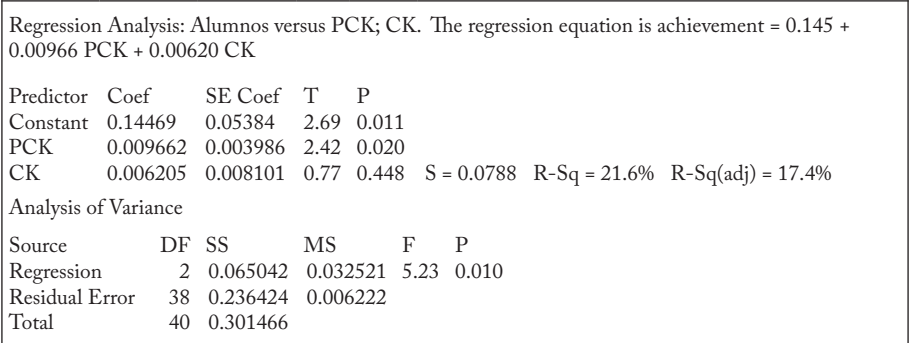 Regression Analysis: Alumnos versus PCK; CK. The regression equation is achievement = 0.145 +
0.00966 PCK + 0.00620 CK
Predictor Coef SE Coef T P
Constant 0.14469 0.05384 2.69 0.011
PCK 0.009662 0.003986 2.42 0.020
CK 0.006205 0.008101 0.77 0.448 S = 0.0788 R-Sq = 21.6% R-Sq(adj) = 17.4%
Analysis of Variance
Source DF SS MS F P
Regression 2 0.065042 0.032521 5.23 0.010
Residual Error 38 0.236424 0.006222
Total 40 0.301466